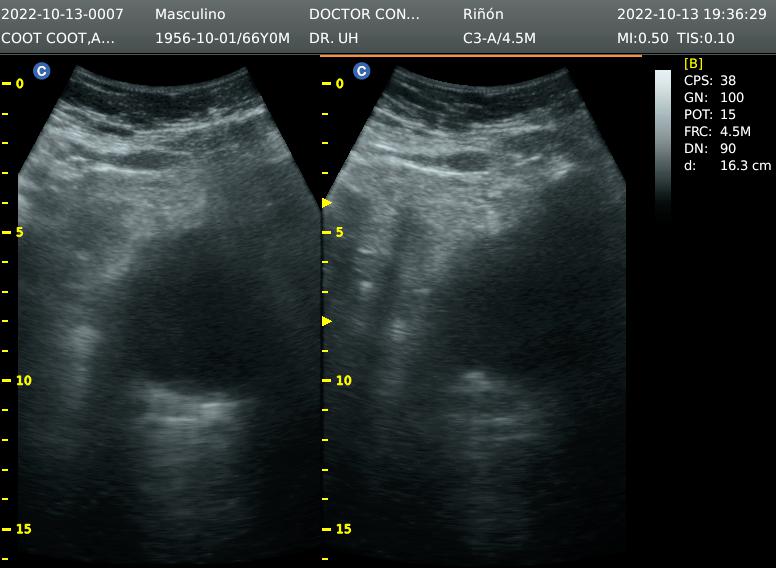 2022-10-13-0007 Masculino DOCTOR CON... Riñón 2022-10-13 19:36:29
COOT COOT,A... 1956-10-01/66Y0M DR. UH C3-A/4.5M MI:0.50 TIS:0.10
C C
[B]
CPS: 38
GN: 100
POT: 15
FRC: 4.5M
DN: 90
d: 16.3 cm
0 0
5 5
10 10
15 15